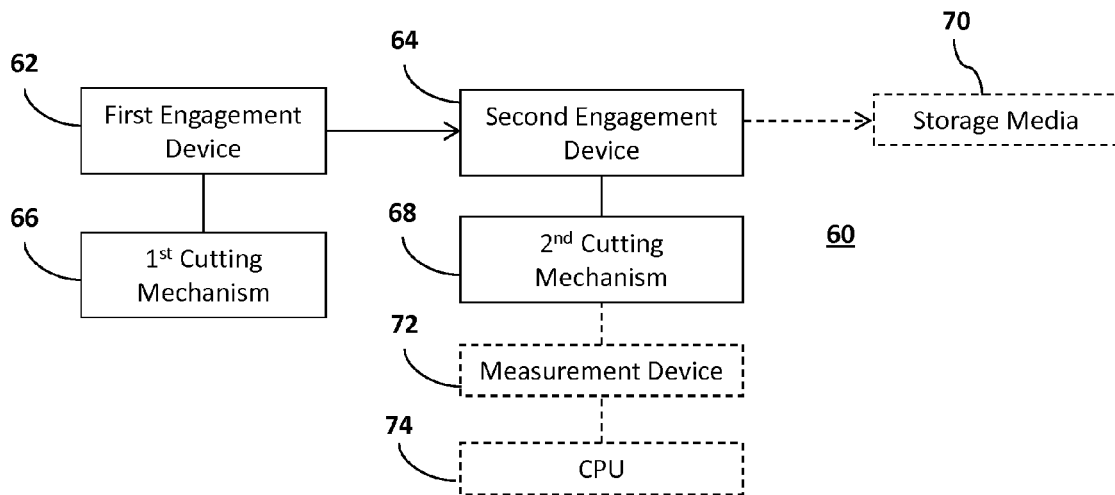 70
64
62
First Engagement
Device
Second Engagement
Device
Storage Media
66
68
60
1st Cutting
Mechanism
2nd Cutting
Mechanism
72
Measurement Device
74
CPU